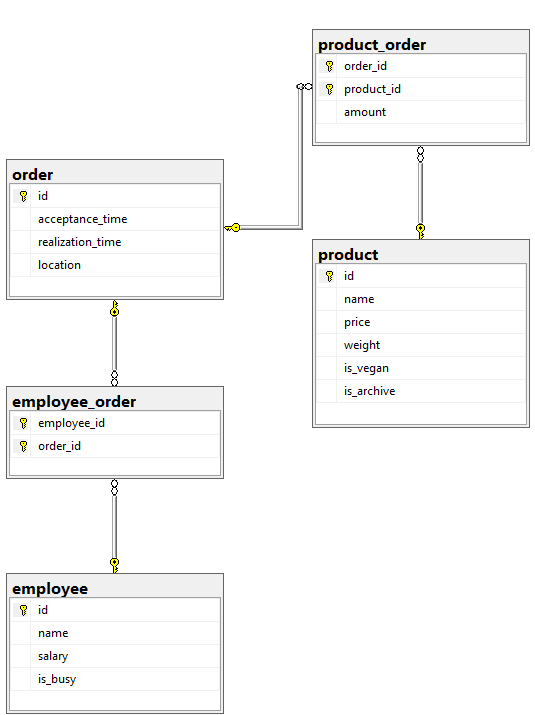 product_order
order_id
product_id
amount
order
id
acceptance_time
realization_time
location
product
id
name
price
weight
is_vegan
is_archive
employee_order
employee_id
order_id
employee
id
name
salary
is_busy